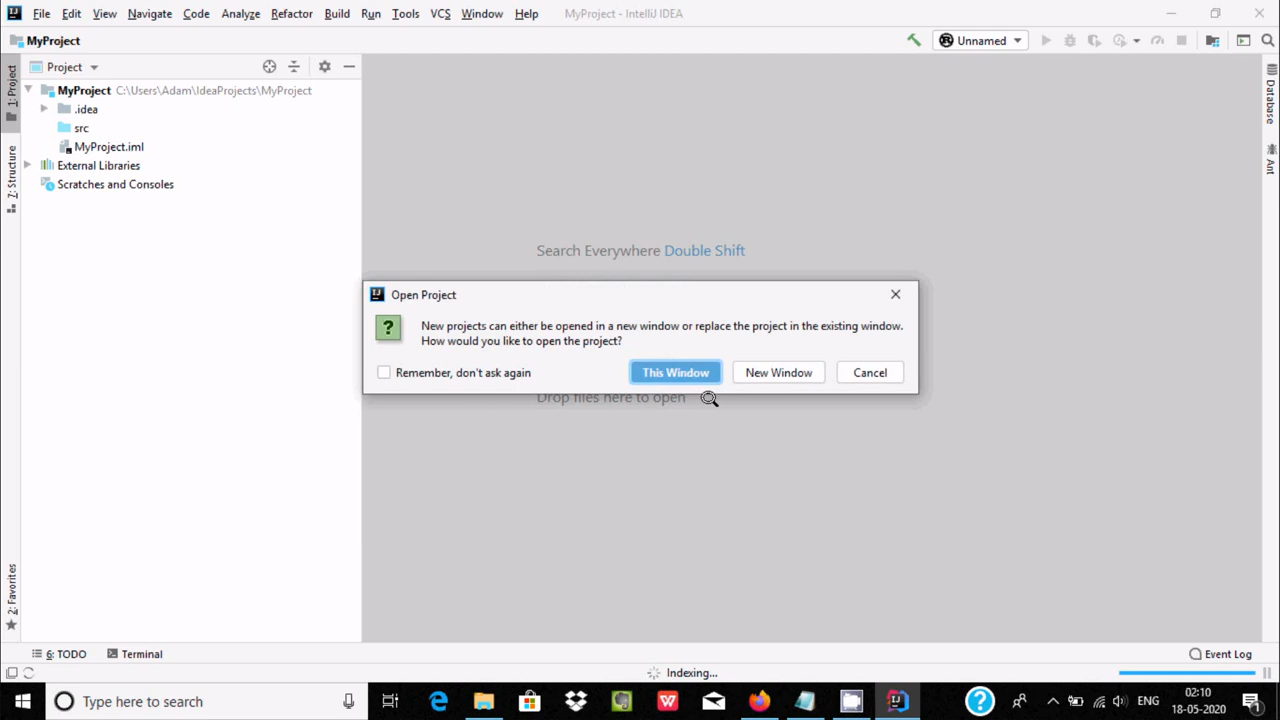 File Edit View Navigate Code Analyze Refactor Build Run Tools VCS Window Help MyProject - IntelliJ IDEA
MyProject
Unnamed
Project
1: Project
MyProject C:\Users\Adam\IdeaProjects\MyProject
.idea
src
MyProject.iml
External Libraries
Scratches and Consoles
7: Structure
Database
Ant
Search Everywhere Double Shift
Open Project
New projects can either be opened in a new window or replace the project in the existing window.
How would you like to open the project?
Remember, don't ask again This Window New Window Cancel
Drop files here to open
2: Favorites
6: TODO Terminal Event Log
Indexing...
Type here to search
ENG
02:10
18-05-2020